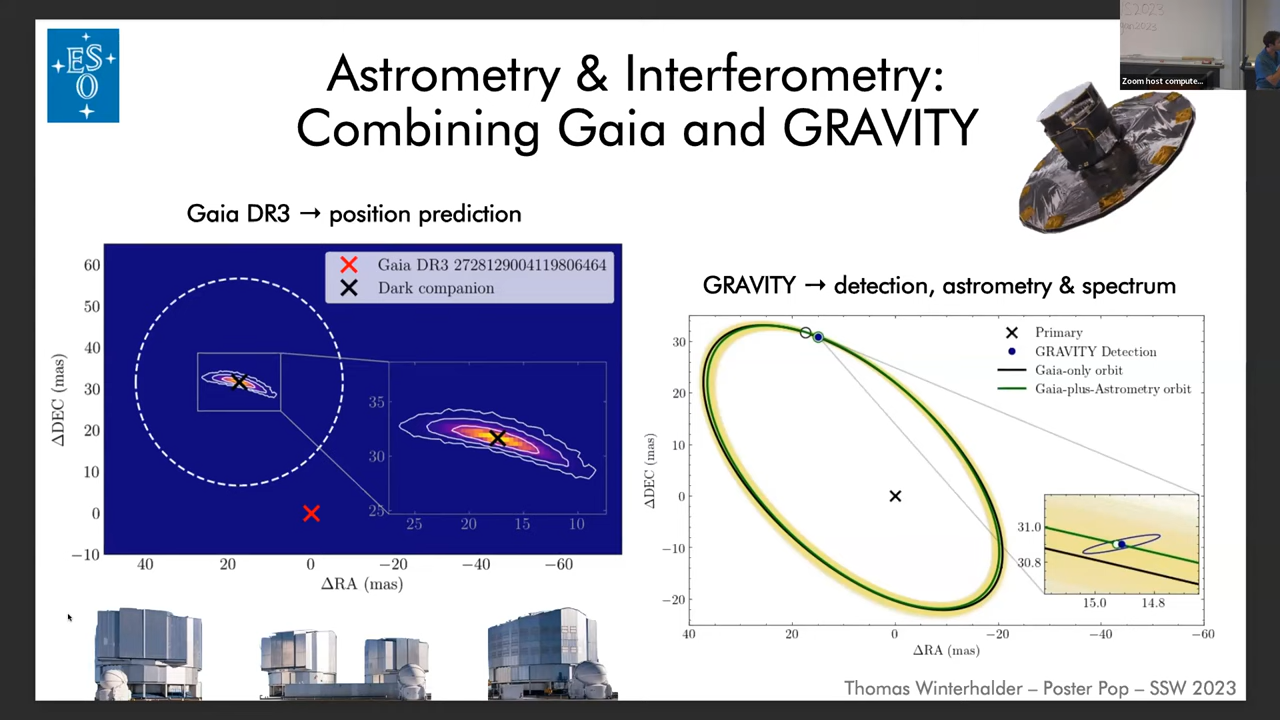 ES
O
Astrometry & Interferometry:
Combining Gaia and GRAVITY
Zoom host compute...
Gaia DR3 → position prediction
Gaia DR3 2728129004119806464
Dark companion
60
50
40
30
20
10
0
−10
ΔDEC (mas)
35
30
25
25
20
15
10
40
20
0
−20
−40
−60
ΔRA (mas)
GRAVITY → detection, astrometry & spectrum
Primary
GRAVITY Detection
Gaia-only orbit
Gaia-plus-Astrometry orbit
30
20
10
0
−10
−20
ΔDEC (mas)
31.0
30.8
15.0
14.8
40
20
0
−20
−40
−60
ΔRA (mas)
Thomas Winterhalder – Poster Pop – SSW 2023